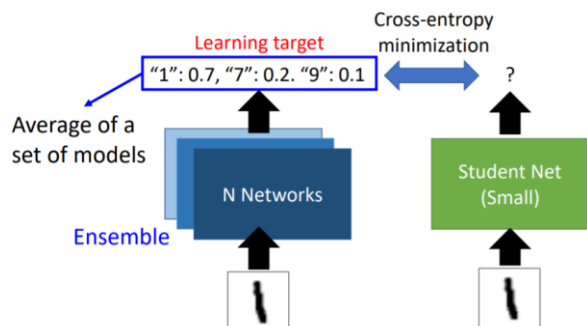 Learning target
Cross-entropy
minimization
"1": 0.7, "7": 0.2. "9": 0.1
?
Average of a
set of models
N Networks
Student Net
(Small)
Ensemble